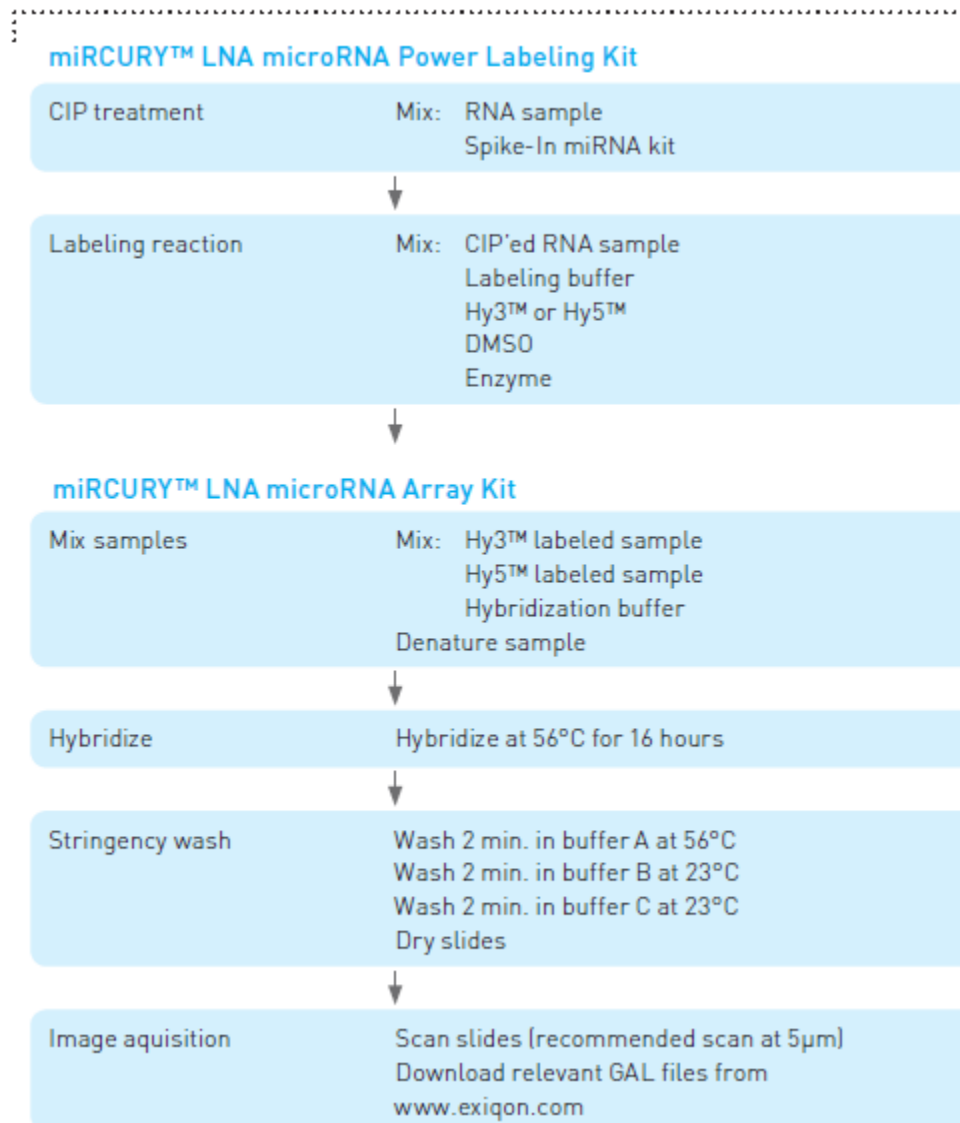 miRCURY™ LNA microRNA Power Labeling Kit
CIP treatment Mix: RNA sample
Spike-In miRNA kit
Labeling reaction Mix: CIP'ed RNA sample
Labeling buffer
Hy3™ or Hy5™
DMSO
Enzyme
miRCURY™ LNA microRNA Array Kit
Mix samples Mix: Hy3™ labeled sample
Hy5™ labeled sample
Hybridization buffer
Denature sample
Hybridize Hybridize at 56°C for 16 hours
Stringency wash Wash 2 min. in buffer A at 56°C
Wash 2 min. in buffer B at 23°C
Wash 2 min. in buffer C at 23°C
Dry slides
Image aquisition Scan slides (recommended scan at 5µm)
Download relevant GAL files from
www.exiqon.com